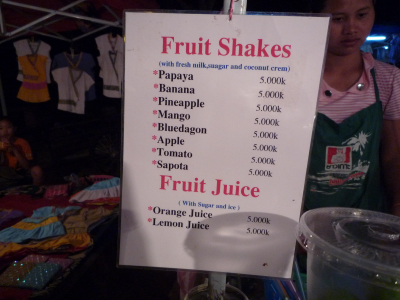 Fruit Shakes
(with fresh milk,suagar and coconut crem)
*Papaya 5.000k
*Banana 5.000k
*Pineapple 5.000k
*Mango 5.000k
*Bluedagon 5.000k
*Apple 5.000k
*Tomato 5.000k
*Sapota 5.000k
Fruit Juice
( With Sugar and ice )
*Orange Juice 5.000k
*Lemon Juice 5.000k